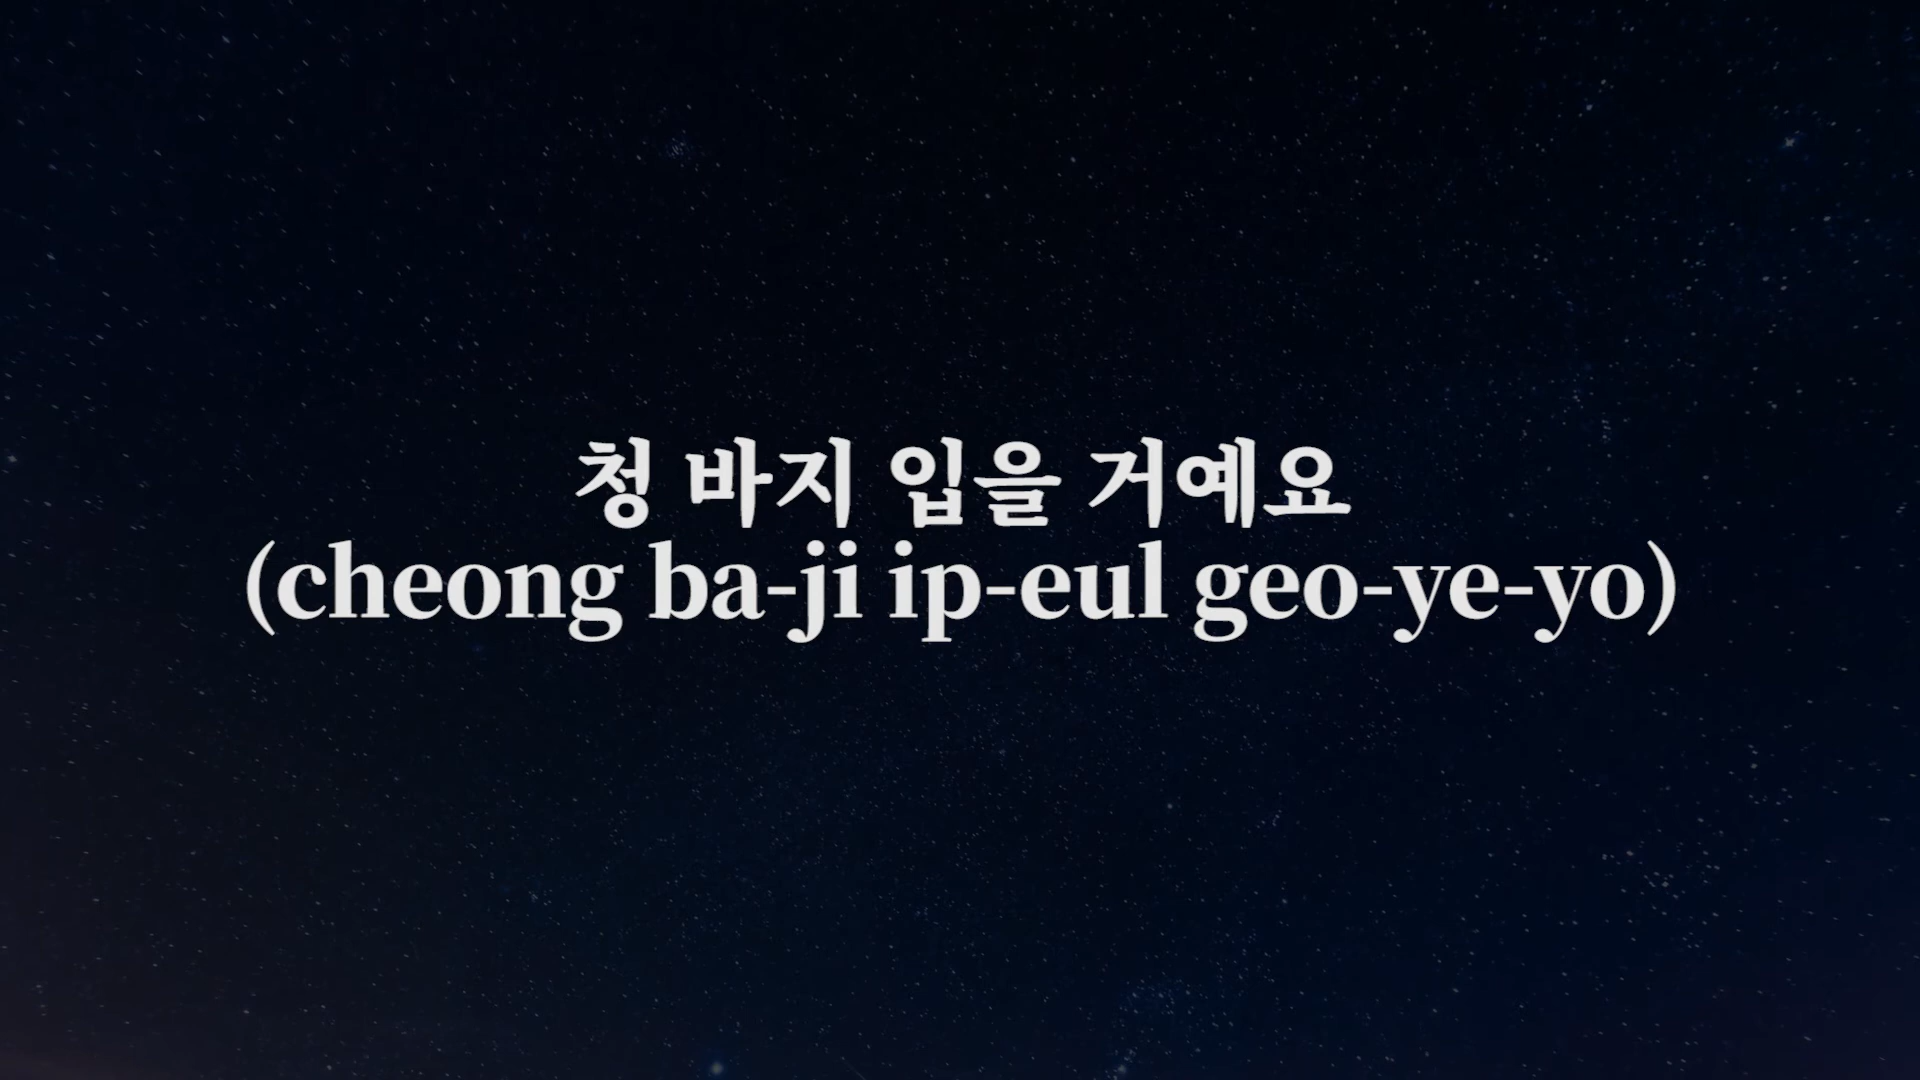 청 바지 입을 거예요
(cheong ba-ji ip-eul geo-ye-yo)